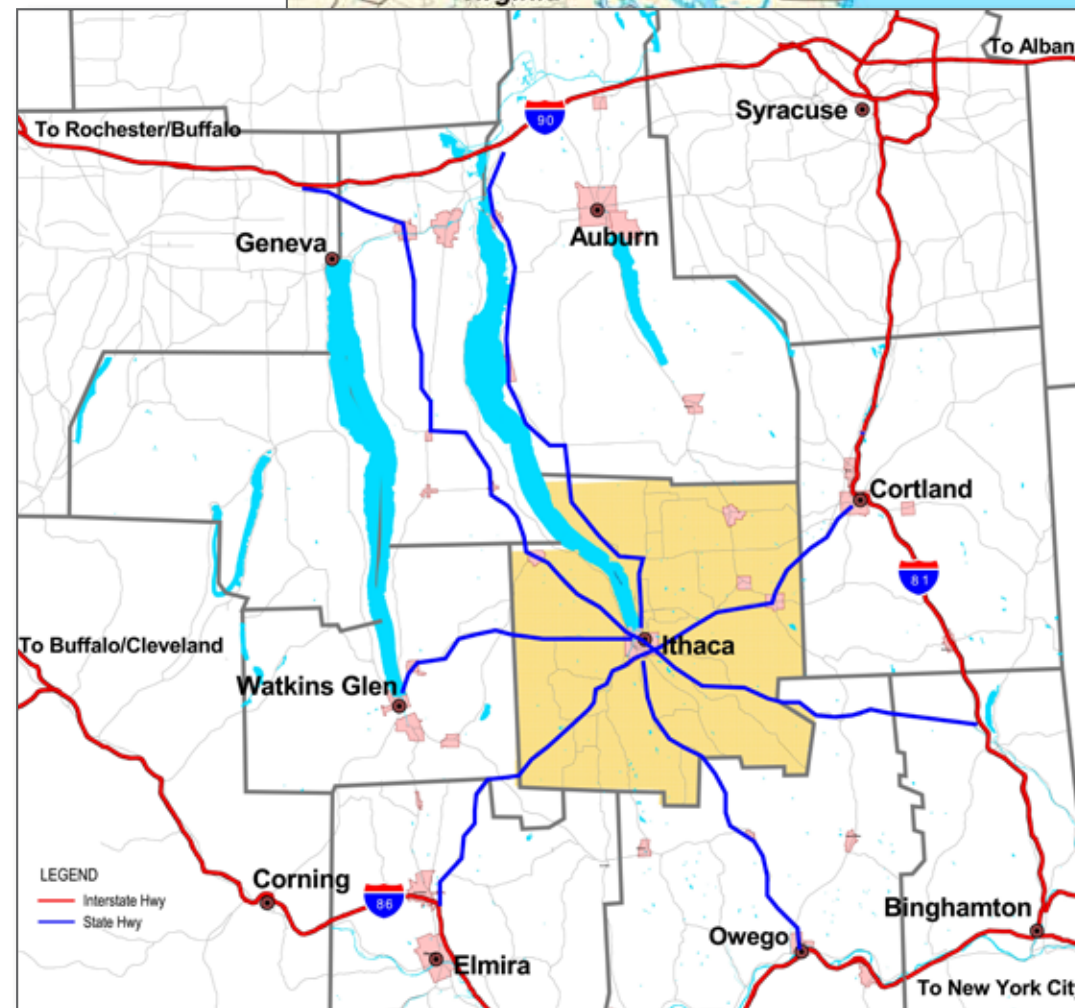 To Alban
Syracuse
90
To Rochester/Buffalo
Auburn
Geneva
Cortland
81
Ithaca
To Buffalo/Cleveland
Watkins Glen
LEGEND
Interstate Hwy
State Hwy
Corning
86
Binghamton
Owego
Elmira
To New York Cit